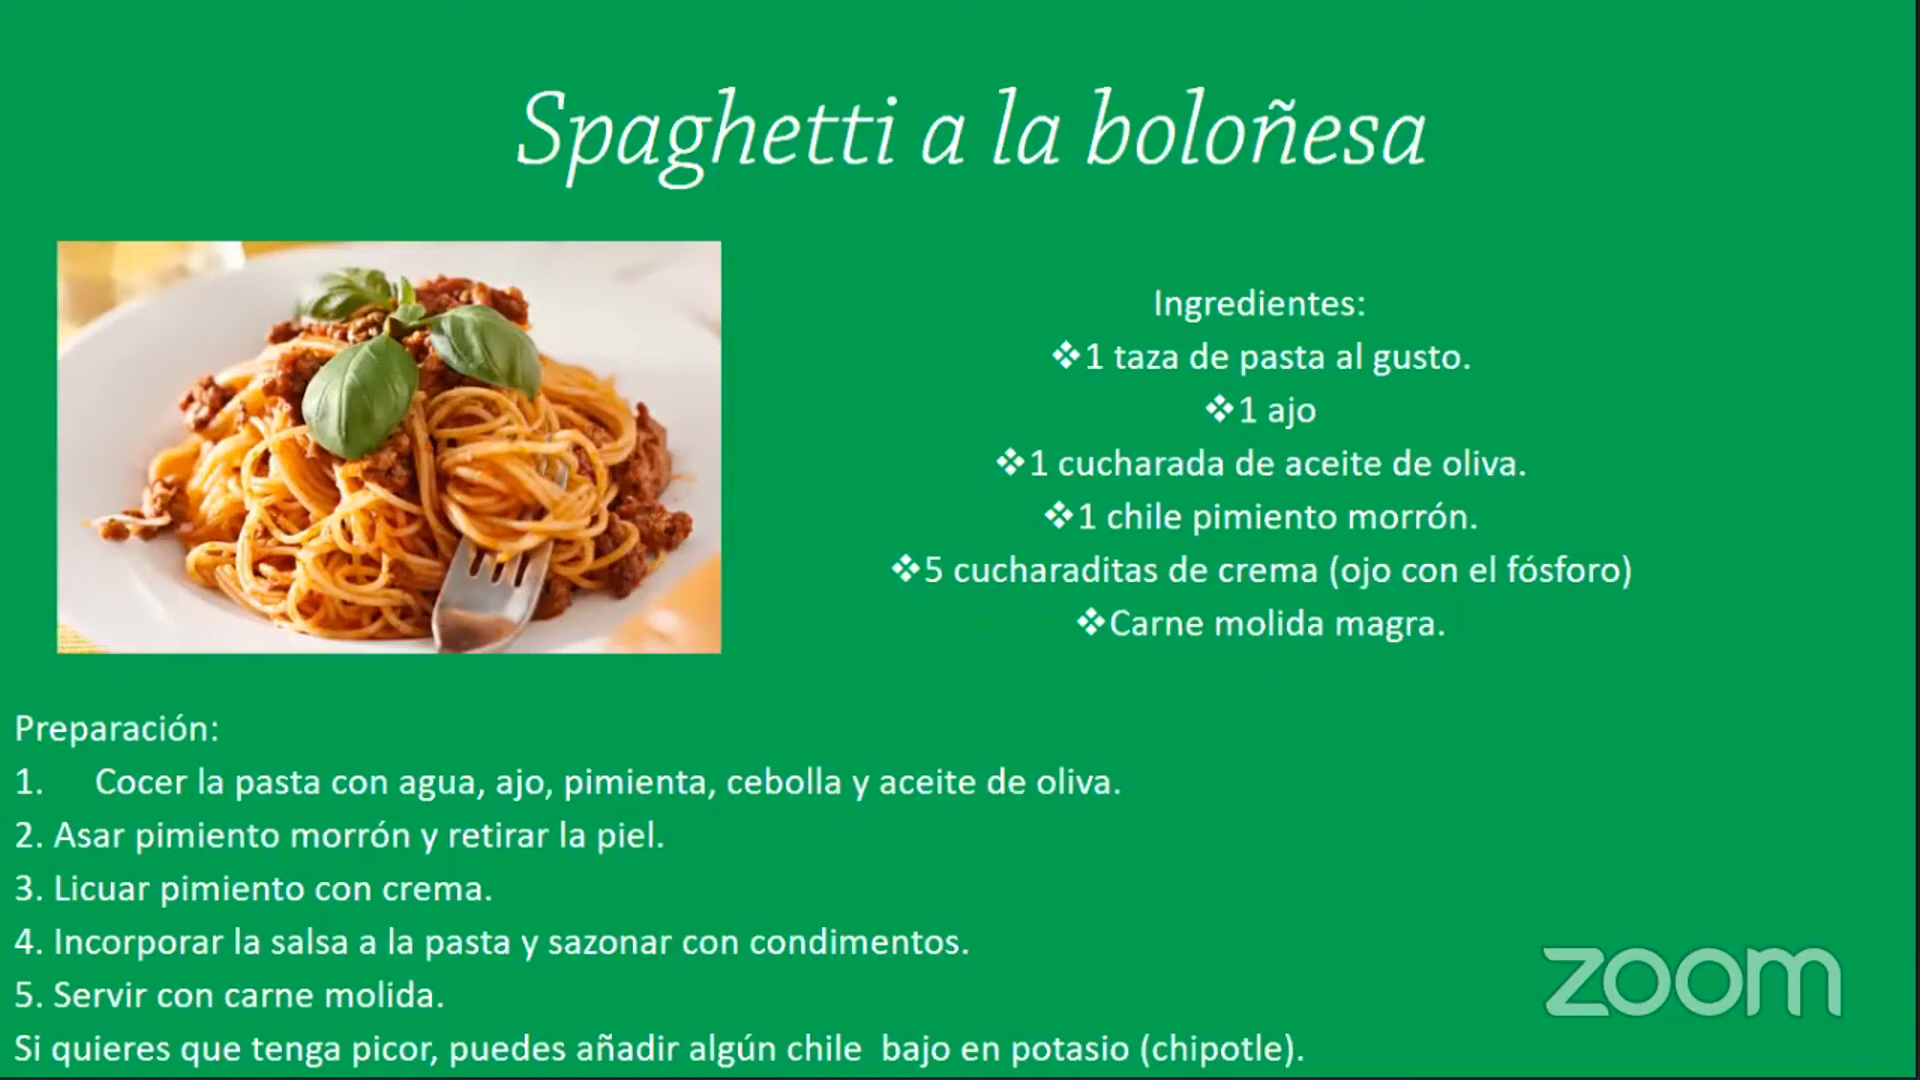 Spaghetti a la boloñesa
Ingredientes:
❖1 taza de pasta al gusto.
❖1 ajo
❖1 cucharada de aceite de oliva.
❖1 chile pimiento morrón.
❖5 cucharaditas de crema (ojo con el fósforo)
❖Carne molida magra.
Preparación:
1. Cocer la pasta con agua, ajo, pimienta, cebolla y aceite de oliva.
2. Asar pimiento morrón y retirar la piel.
3. Licuar pimiento con crema.
4. Incorporar la salsa a la pasta y sazonar con condimentos.
5. Servir con carne molida.
Si quieres que tenga picor, puedes añadir algún chile  bajo en potasio (chipotle).
zoom